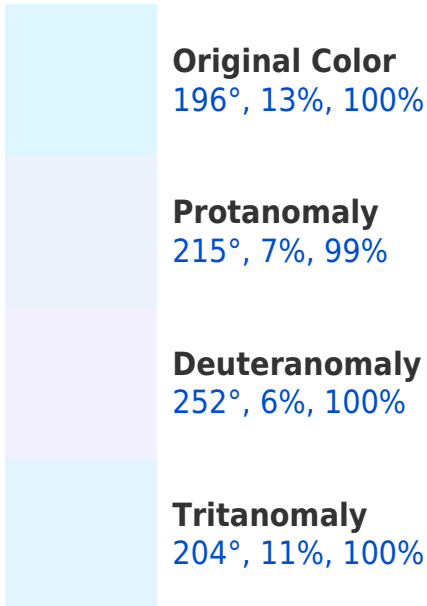 Original Color
196°, 13%, 100%
Protanomaly
215°, 7%, 99%
Deuteranomaly
252°, 6%, 100%
Tritanomaly
204°, 11%, 100%